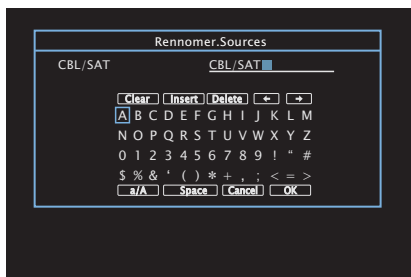 Rennomer.Sources
CBL/SAT CBL/SAT
Clear Insert Delete ← →
A B C D E F G H I J K L M
N O P Q R S T U V W X Y Z
0 1 2 3 4 5 6 7 8 9 ! “ #
$ % & ‘ ( ) * + , ; < = >
a/A Space Cancel OK